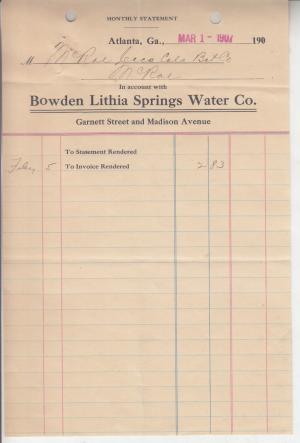 MONTHLY STATEMENT
Atlanta, Ga., MAR 1 - 1907 190
M McRae Coca Cola Bot Co
McRae
In account with
Bowden Lithia Springs Water Co.
Garnett Street and Madison Avenue
To Statement Rendered
Feby 5 To Invoice Rendered 2 83